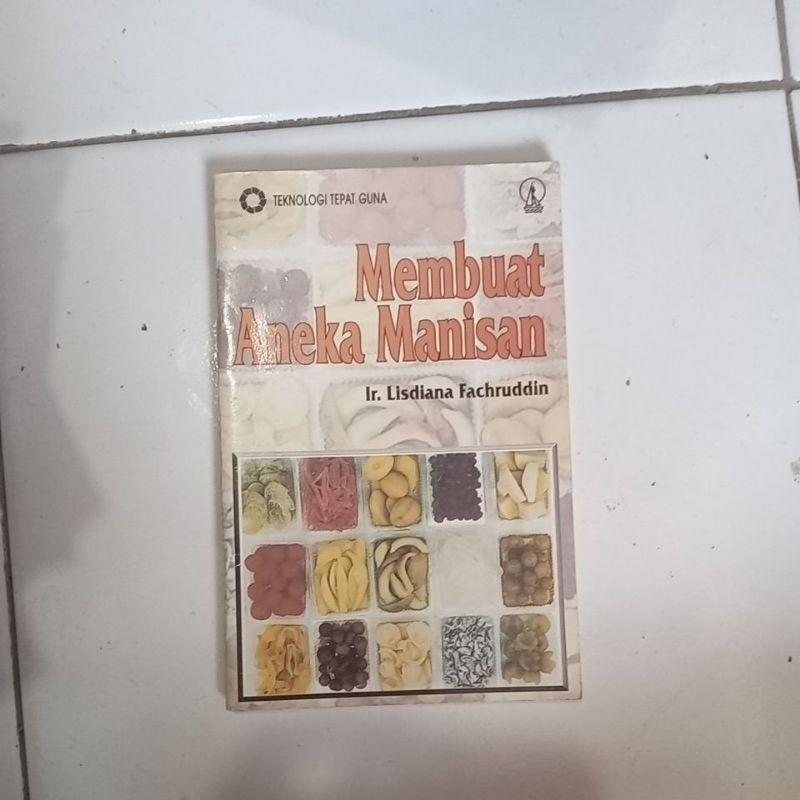 TEKNOLOGI TEPAT GUNA
Membuat
Aneka Manisan
Ir. Lisdiana Fachruddin